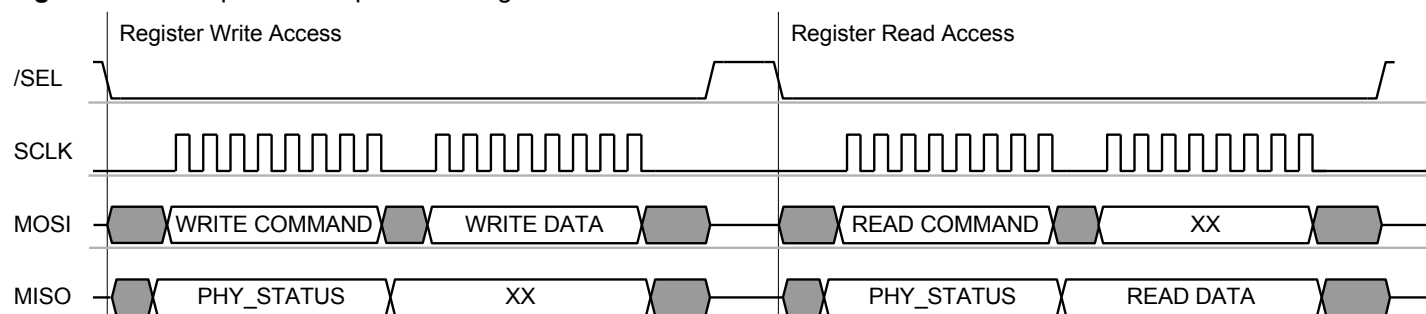 Register Write Access Register Read Access
/SEL
SCLK
MOSI WRITE COMMAND WRITE DATA READ COMMAND XX
MISO PHY_STATUS XX PHY_STATUS READ DATA